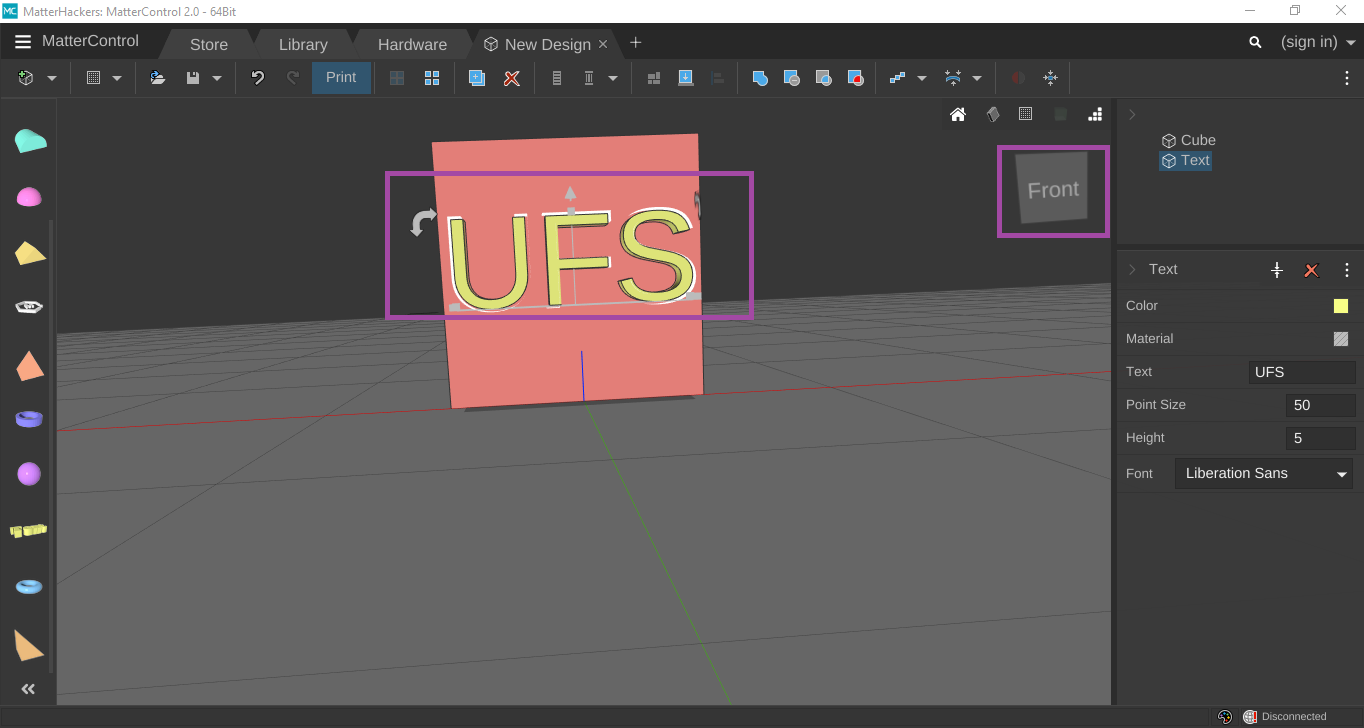 MC MatterHackers: MatterControl 2.0 - 64Bit
MatterControl
Store
Library
Hardware
New Design
(sign in)
Print
Cube
Text
Front
UFS
Text
Color
Material
Text UFS
Point Size 50
Height 5
Font Liberation Sans
Disconnected